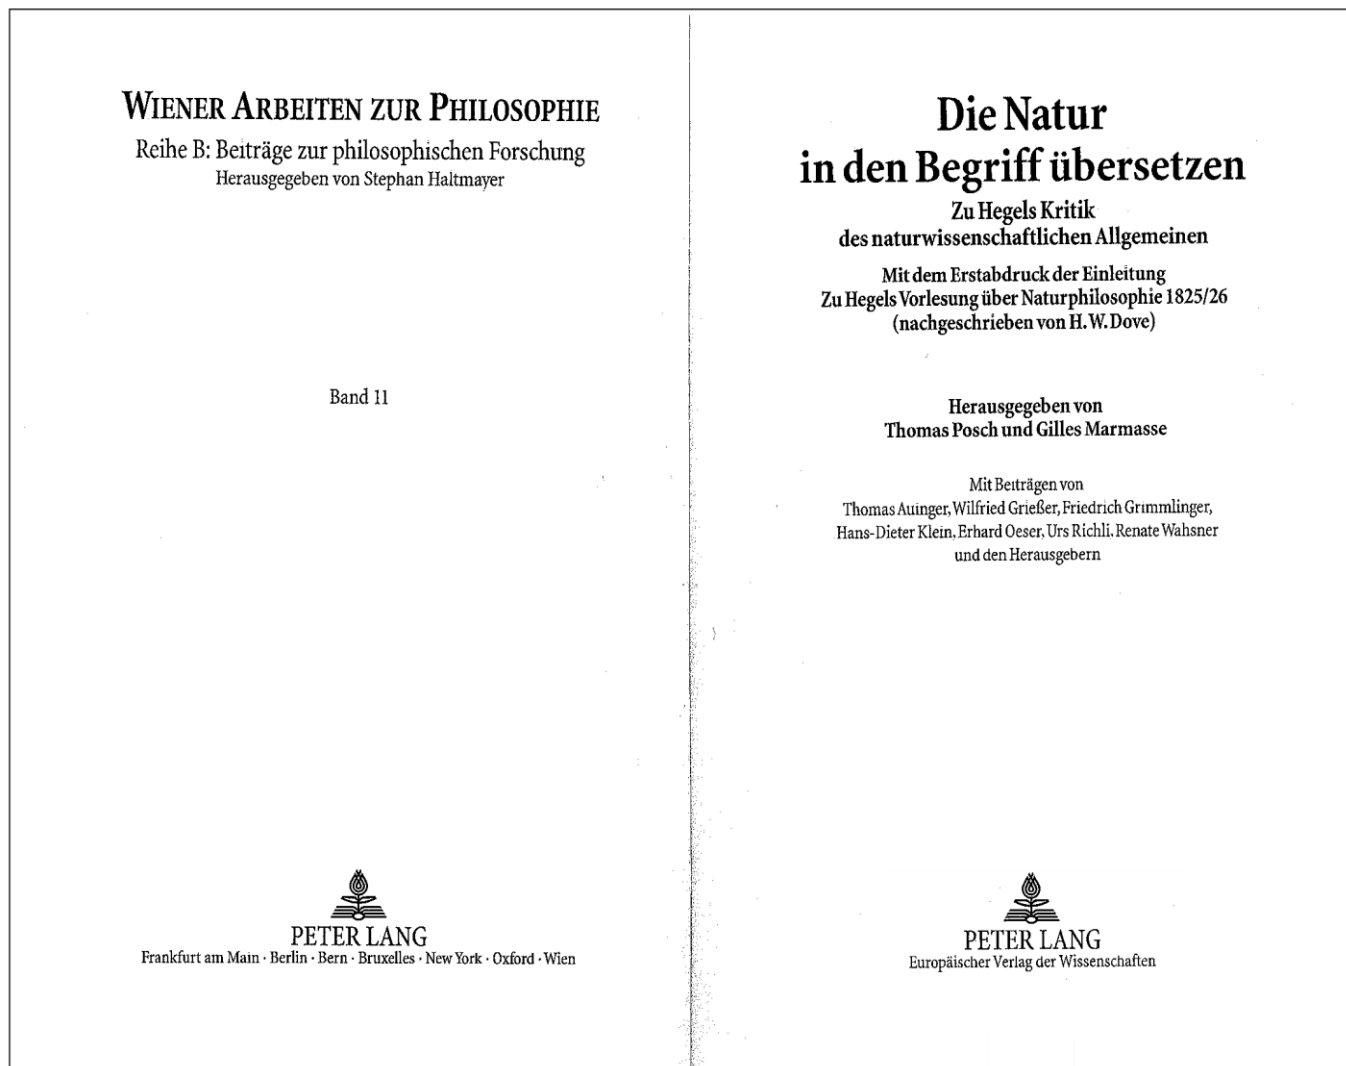 WIENER ARBEITEN ZUR PHILOSOPHIE
Reihe B: Beiträge zur philosophischen Forschung
Herausgegeben von Stephan Haltmayer
Band 11
PETER LANG
Frankfurt am Main · Berlin · Bern · Bruxelles · New York · Oxford · Wien
Die Natur
in den Begriff übersetzen
Zu Hegels Kritik
des naturwissenschaftlichen Allgemeinen
Mit dem Erstabdruck der Einleitung
Zu Hegels Vorlesung über Naturphilosophie 1825/26
(nachgeschrieben von H. W. Dove)
Herausgegeben von
Thomas Posch und Gilles Marmasse
Mit Beiträgen von
Thomas Auinger, Wilfried Grießer, Friedrich Grimmlinger,
Hans-Dieter Klein, Erhard Oeser, Urs Richli, Renate Wahsner
und den Herausgebern
PETER LANG
Europäischer Verlag der Wissenschaften